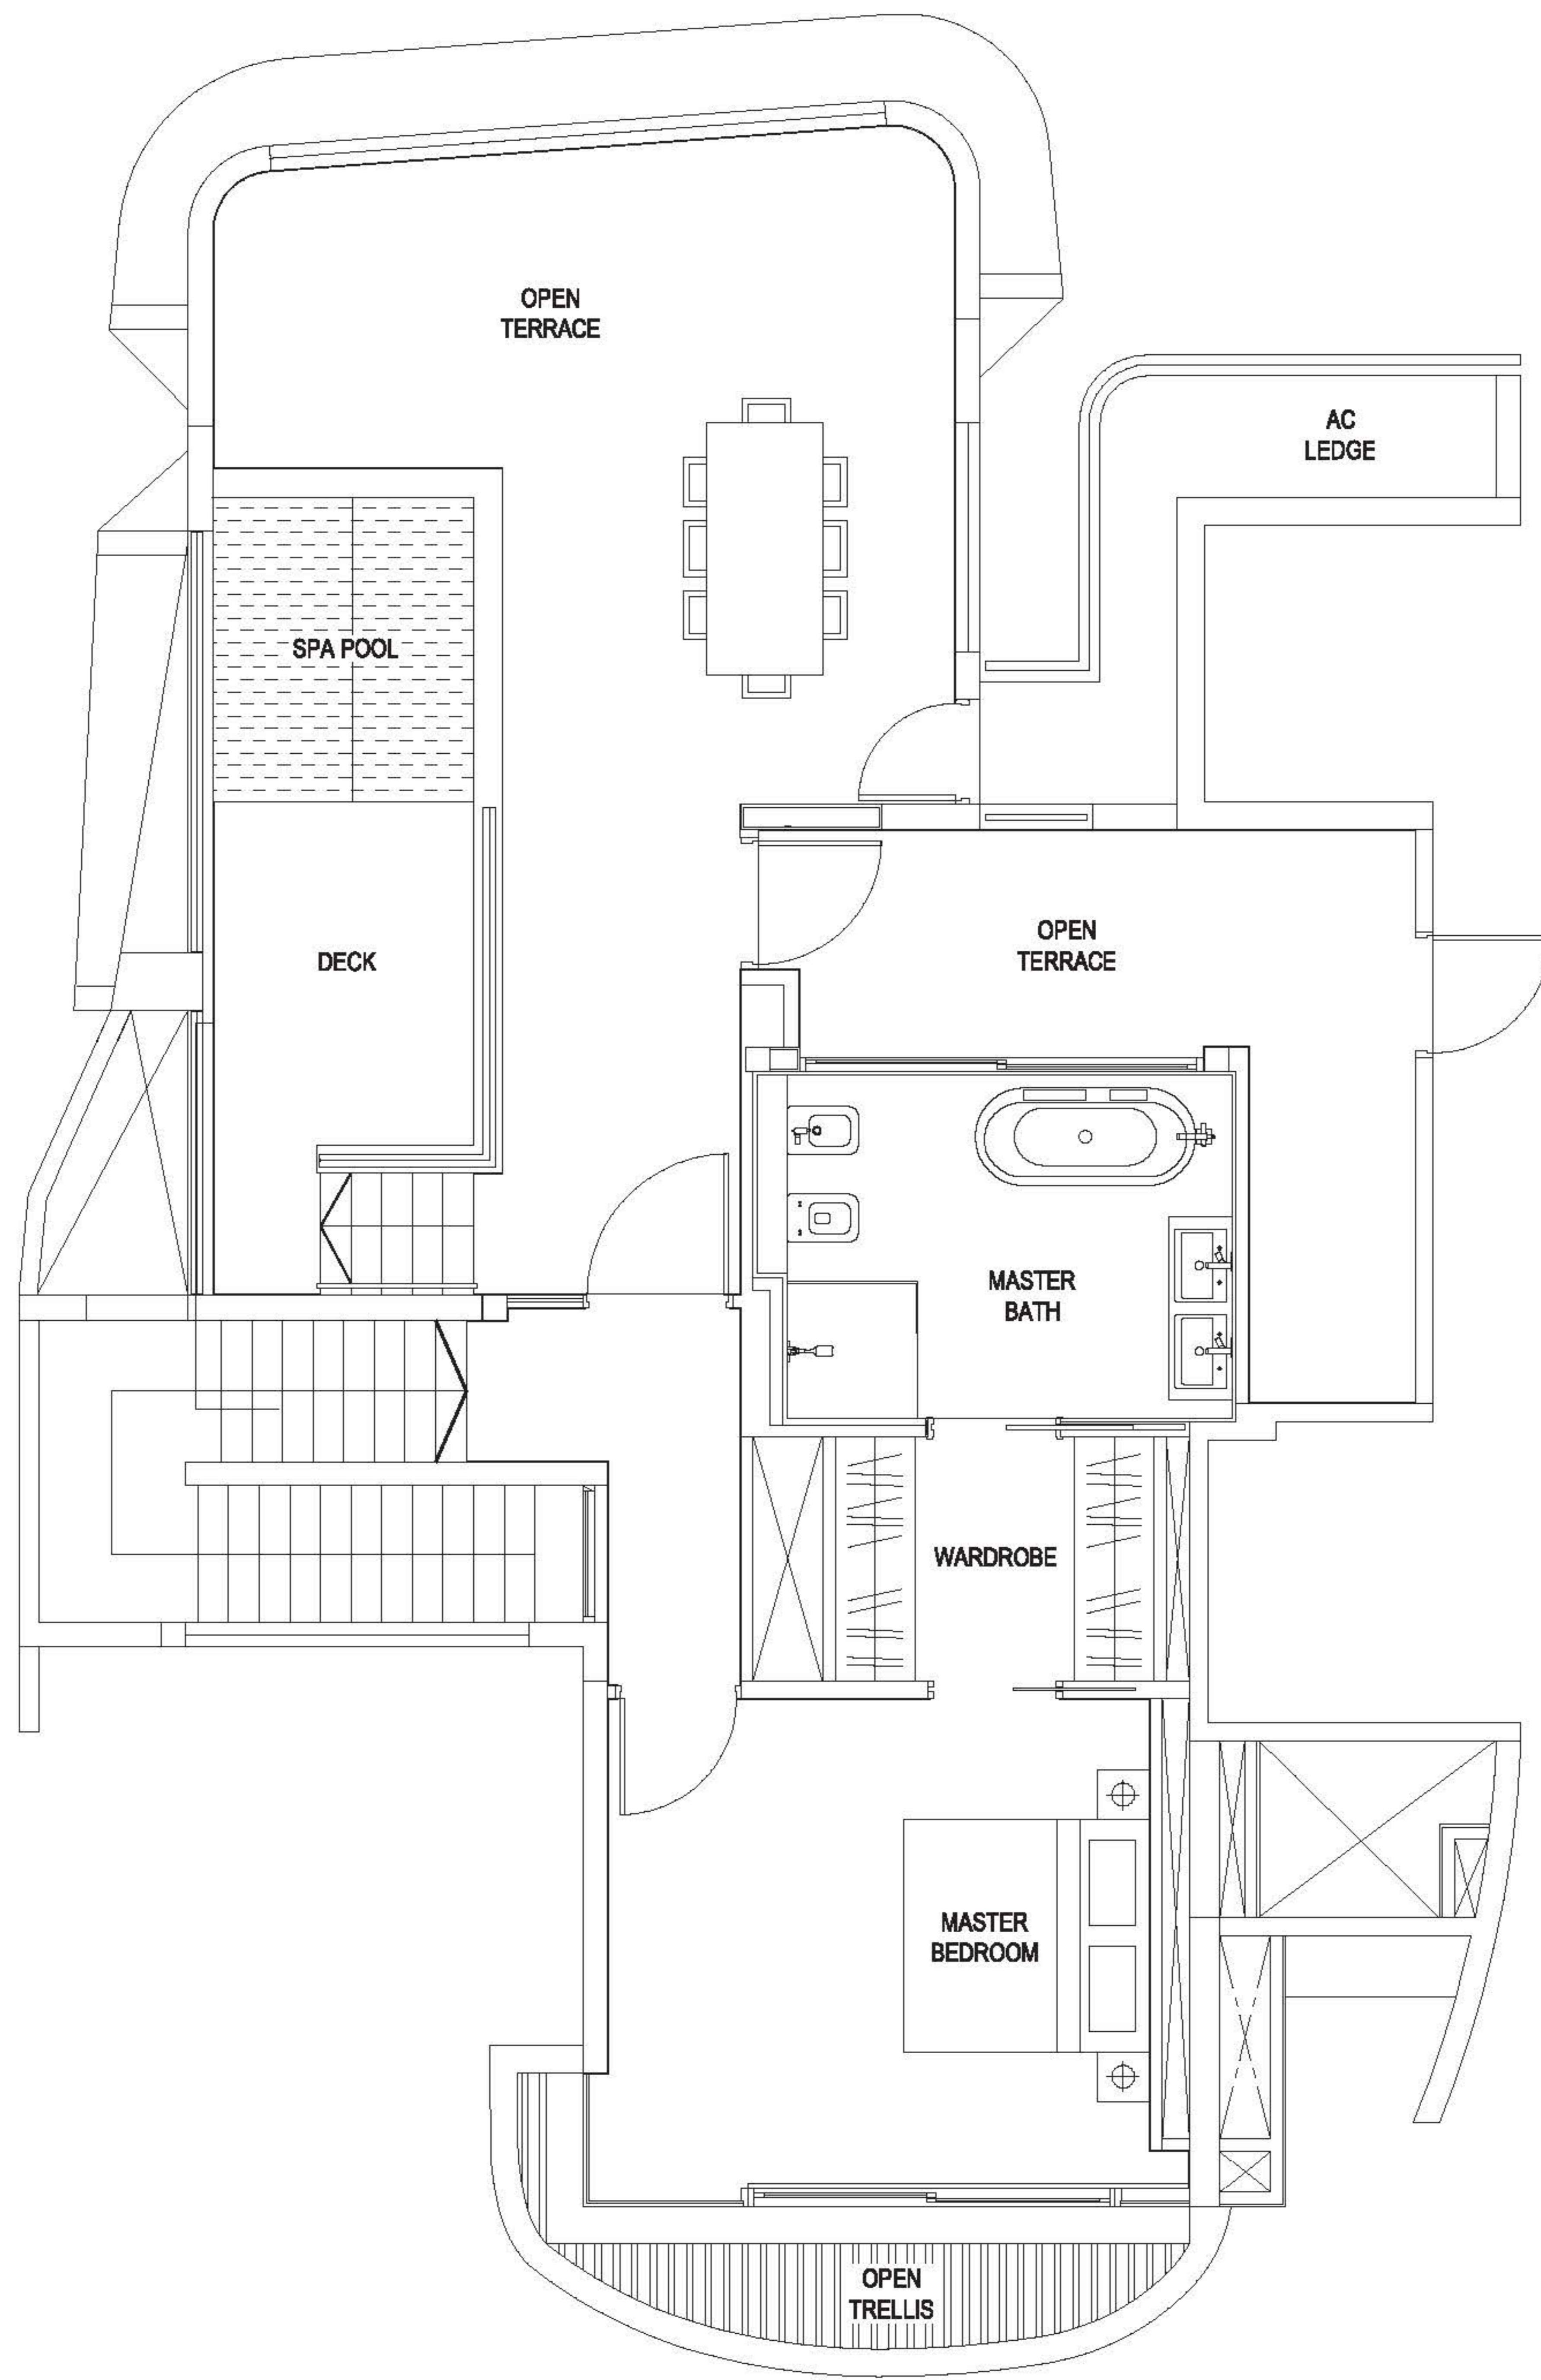 OPEN
TERRACE
AC
LEDGE
SPA POOL
DECK
OPEN
TERRACE
MASTER
BATH
WARDROBE
MASTER
BEDROOM
OPEN
TRELLIS